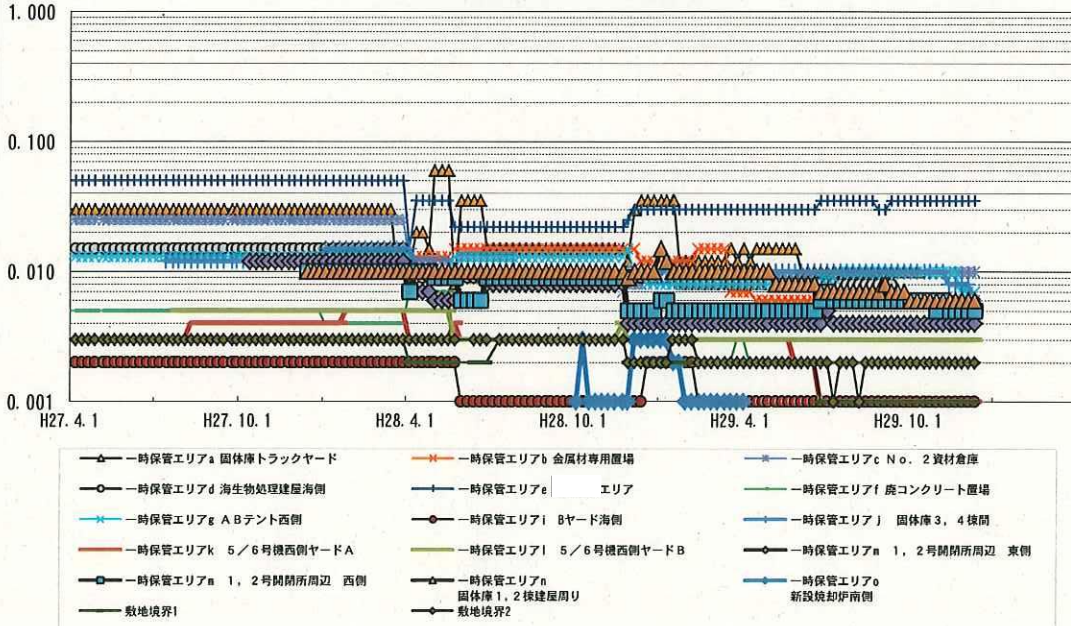 1.000
0.100
0.010
0.001
H27. 4. 1 H27. 10. 1 H28. 4. 1 H28. 10. 1 H29. 4. 1 H29. 10. 1
一時保管エリアa 固体庫トラックヤード 一時保管エリアb 金属材専用置場 一時保管エリアc No. 2資材倉庫
一時保管エリアd 海生物処理建屋海側 一時保管エリアe エリア 一時保管エリアf 廃コンクリート置場
一時保管エリアg ABテント西側 一時保管エリアi Bヤード海側 一時保管エリアj 固体庫3,4棟間
一時保管エリアk 5/6号機西側ヤードA 一時保管エリアl 5/6号機西側ヤードB 一時保管エリアm 1,2号開閉所周辺 東側
一時保管エリアm 1,2号開閉所周辺 西側 一時保管エリアn 一時保管エリアo
固体庫1,2棟建屋周り 新設焼却炉南側
敷地境界1 敷地境界2